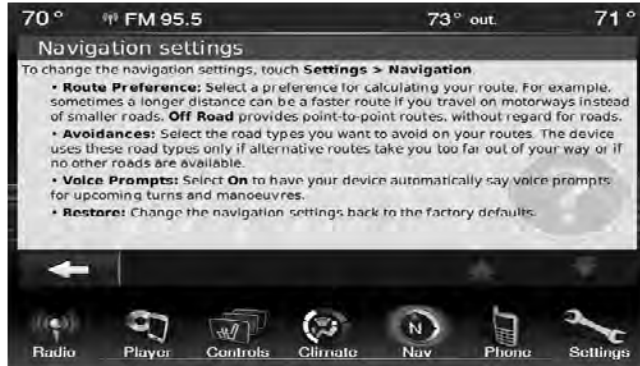 70° FM 95.5 73° out. 71°
Navigation settings
To change the navigation settings, touch Settings > Navigation.
• Route Preference: Select a preference for calculating your route. For example,
sometimes a longer distance can be a faster route if you travel on motorways instead
of smaller roads. Off Road provides point-to-point routes, without regard for roads.
• Avoidances: Select the road types you want to avoid on your routes. The device
uses these road types only if alternative routes take you too far out of your way or if
no other roads are available.
• Voice Prompts: Select On to have your device automatically say voice prompts
for upcoming turns and manoeuvres.
• Restore: Change the navigation settings back to the factory defaults.
Radio Player Controls Climate Nav Phone Settings